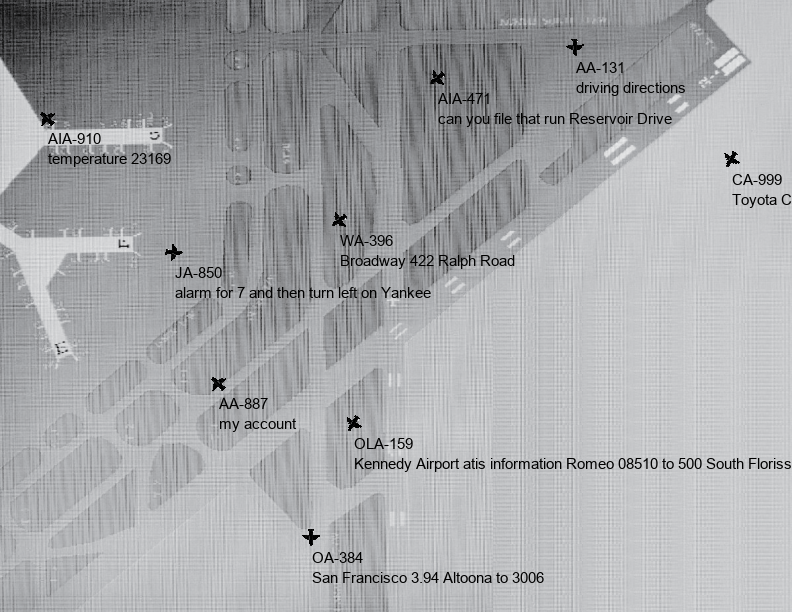 AA-131
driving directions
AIA-471
can you file that run Reservoir Drive
AIA-910
temperature 23169
CA-999
Toyota C
WA-396
Broadway 422 Ralph Road
JA-850
alarm for 7 and then turn left on Yankee
AA-887
my account
OLA-159
Kennedy Airport atis information Romeo 08510 to 500 South Floriss
OA-384
San Francisco 3.94 Altoona to 3006